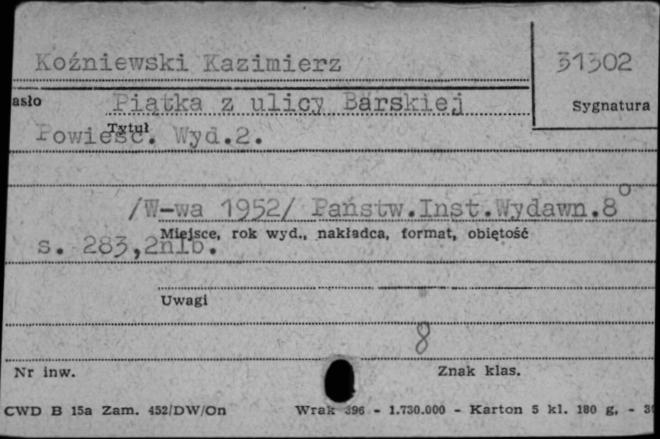 Koźniewski Kazimierz 31302
asło Piątka z ulicy Barskiej Sygnatura
Tytuł
Powieść. Wyd.2.
/W-wa 1952/ Państw.Inst.Wydawn.8°
Miejsce, rok wyd., nakładca, format, objętość
s. 283,2nlb.
Uwagi
8
Nr inw. Znak klas.
CWD B 15a Zam. 452/DW/On Wrak 396 - 1.730.000 - Karton 5 kl. 180 g. -